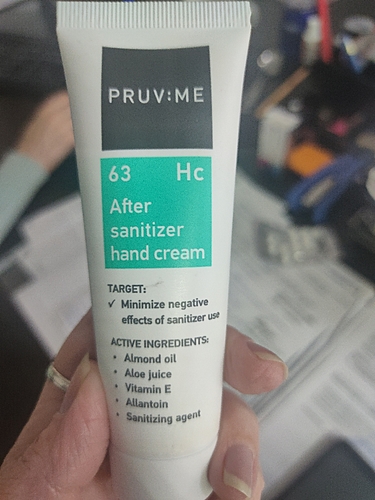 PRUV:ME
63 Hc
After
sanitizer
hand cream
TARGET:
✓ Minimize negative
effects of sanitizer use
ACTIVE INGREDIENTS:
• Almond oil
• Aloe juice
• Vitamin E
• Allantoin
• Sanitizing agent